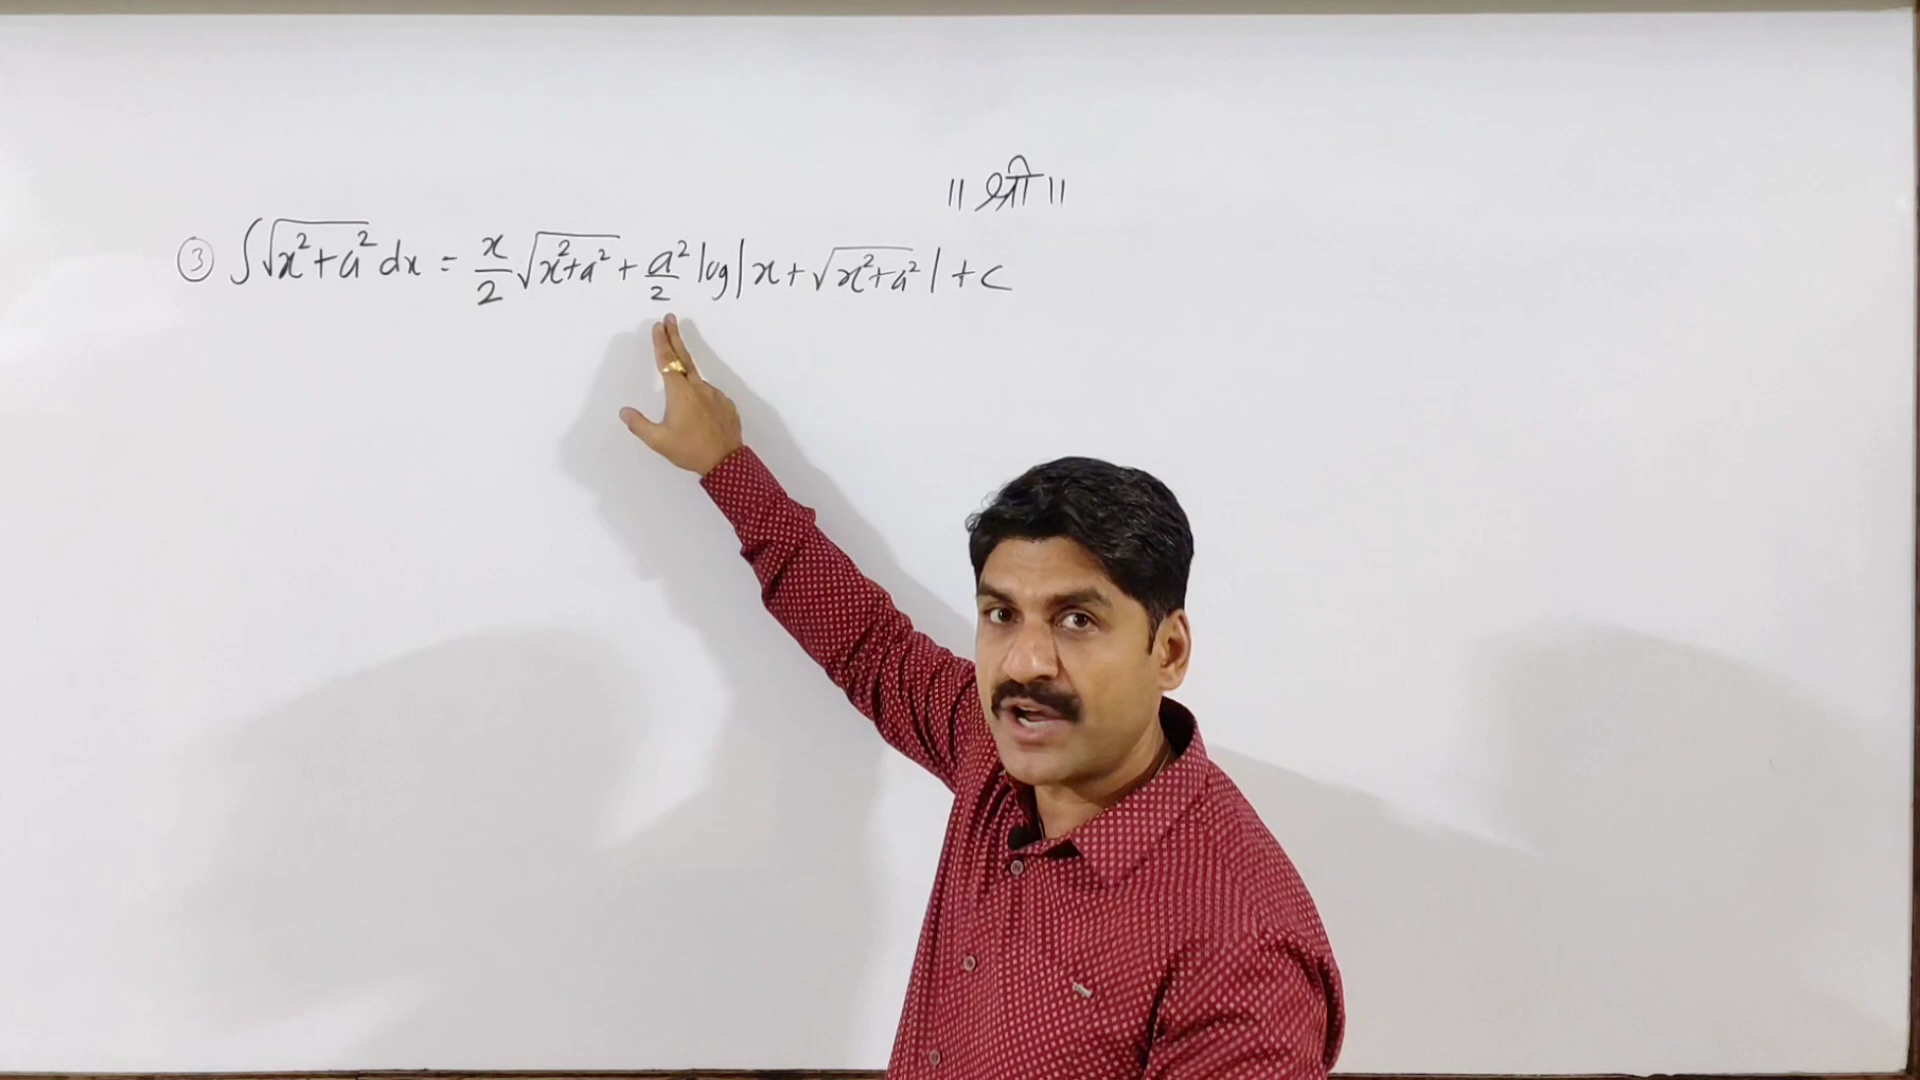 ॥ श्री ॥
③ ∫√(x²+a²) dx = x/2 √(x²+a²) + a²/2 log|x+√(x²+a²)| + c